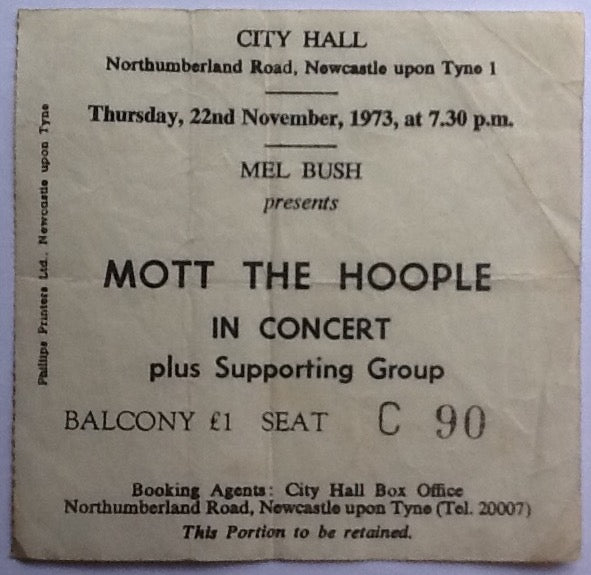 CITY HALL
Northumberland Road, Newcastle upon Tyne 1
Thursday, 22nd November, 1973, at 7.30 p.m.
MEL BUSH
presents
MOTT THE HOOPLE
IN CONCERT
plus Supporting Group
BALCONY £1 SEAT C 90
Booking Agents: City Hall Box Office
Northumberland Road, Newcastle upon Tyne (Tel. 20007)
This Portion to be retained.
Phillips Printers Ltd., Newcastle upon Tyne